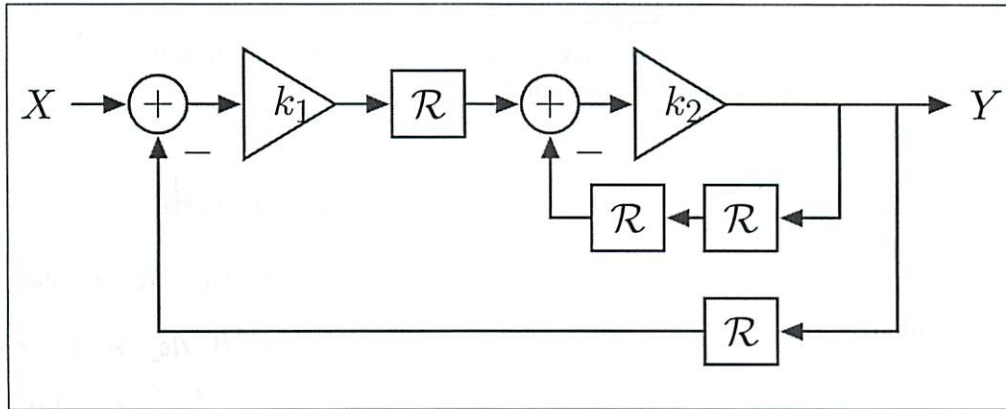 X + k₁ ℛ + k₂ Y
− −
ℛ ℛ
ℛ